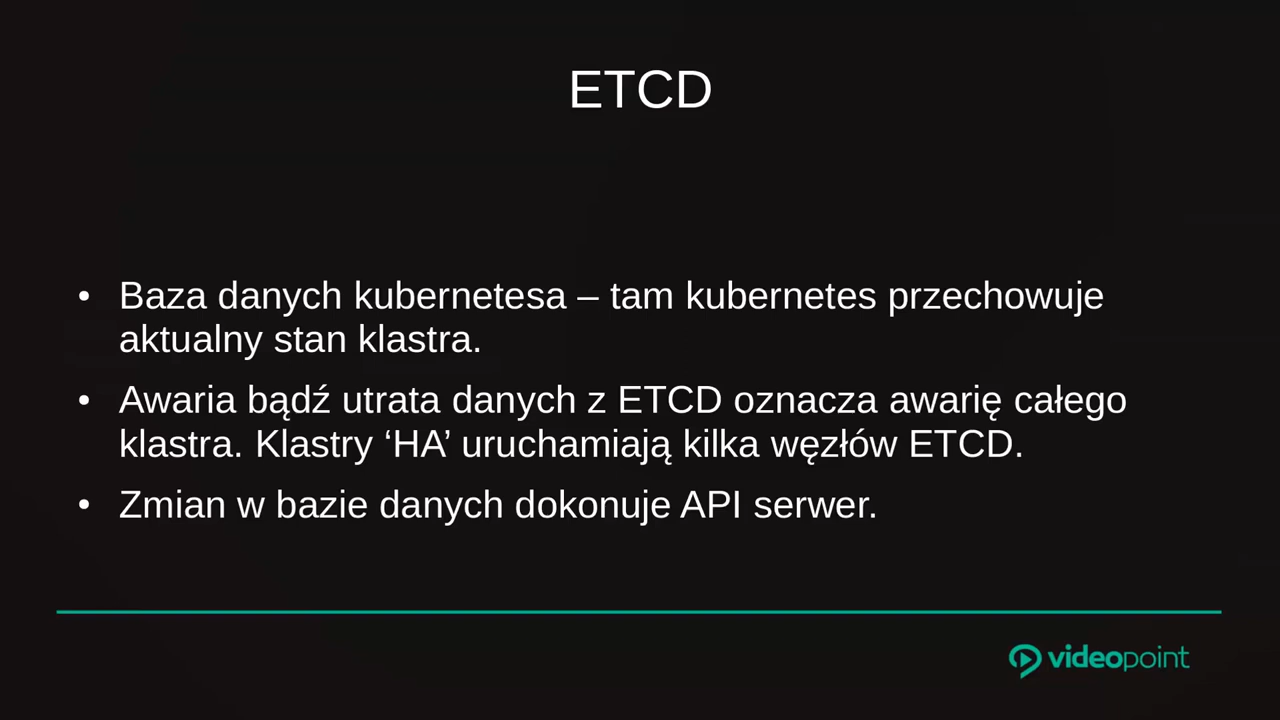 ETCD
• Baza danych kubernetesa – tam kubernetes przechowuje
aktualny stan klastra.
• Awaria bądź utrata danych z ETCD oznacza awarię całego
klastra. Klastry ‘HA’ uruchamiają kilka węzłów ETCD.
• Zmian w bazie danych dokonuje API serwer.
videopoint